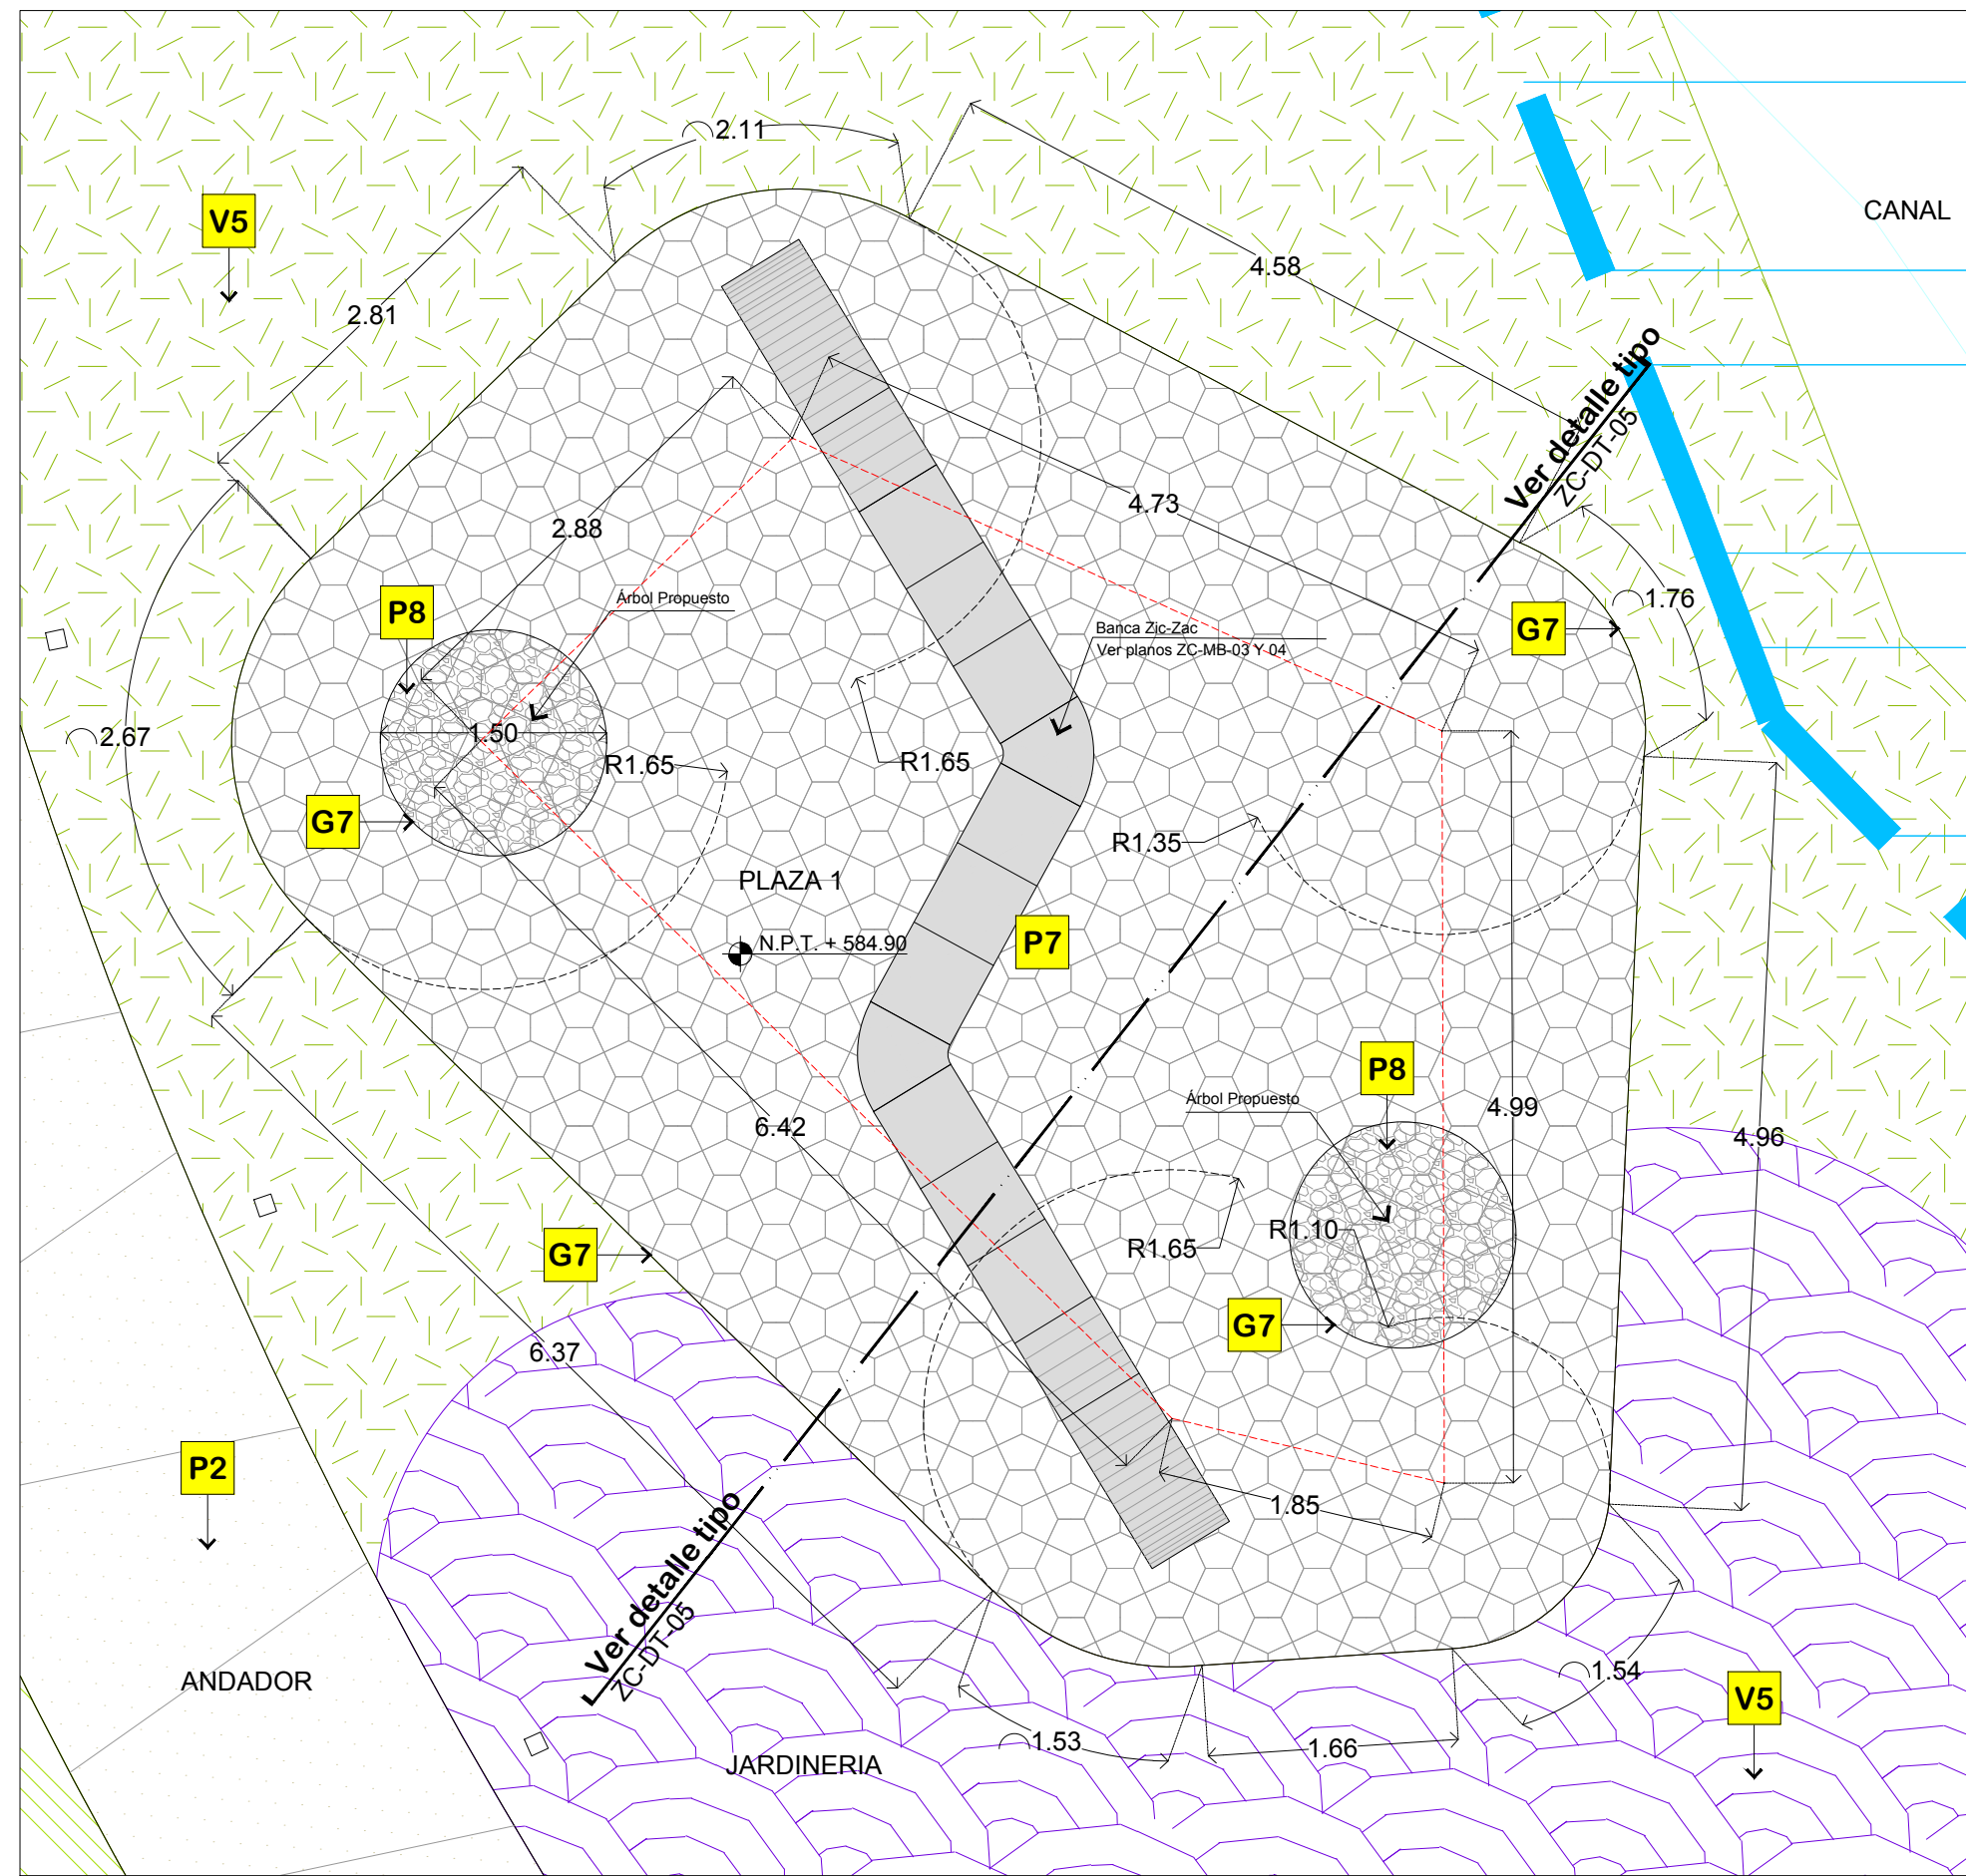 2.11
4.58
CANAL
V5
2.81
Ver detalle tipo
ZC-DT-05
4.73
2.88
Árbol Propuesto
P8
1.76
G7
Banca Zic-Zac
Ver planos ZC-MB-03 Y 04
2.67
1.50
R1.65
R1.65
G7
R1.35
PLAZA 1
N.P.T. + 584.90
P7
P8
Árbol Propuesto
4.99
6.42
4.96
R1.10
R1.65
G7
G7
6.37
P2
1.85
Ver detalle tipo
ZC-DT-05
ANDADOR
1.54
V5
1.53
1.66
JARDINERIA